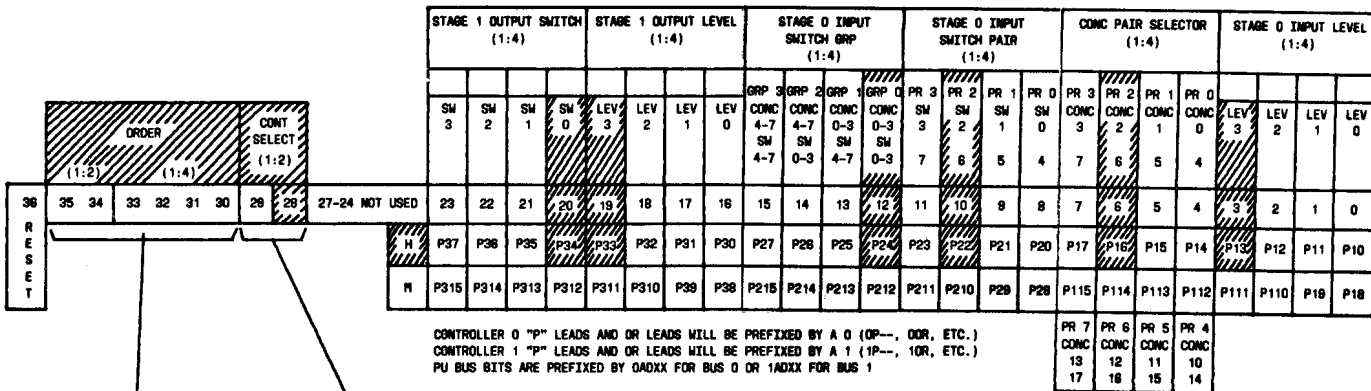 STAGE 1 OUTPUT SWITCH (1:4)
STAGE 1 OUTPUT LEVEL (1:4)
STAGE 0 INPUT SWITCH GRP (1:4)
STAGE 0 INPUT SWITCH PAIR (1:4)
CONC PAIR SELECTOR (1:4)
STAGE 0 INPUT LEVEL (1:4)
SW 3
SW 2
SW 1
SW 0
LEV 3
LEV 2
LEV 1
LEV 0
GRP 3 CONC 4-7 SW 4-7
GRP 2 CONC 4-7 SW 0-3
GRP 1 CONC 0-3 SW 4-7
GRP 0 CONC 0-3 SW 0-3
PR 3 SW 3 7
PR 2 SW 2 6
PR 1 SW 1 5
PR 0 SW 0 4
PR 3 CONC 3 7
PR 2 CONC 2 6
PR 1 CONC 1 5
PR 0 CONC 0 4
LEV 3
LEV 2
LEV 1
LEV 0
ORDER
(1:2) (1:4)
CONT SELECT (1:2)
36 35 34 33 32 31 30 29 28 27-24 NOT USED 23 22 21 20 19 18 17 16 15 14 13 12 11 10 9 8 7 6 5 4 3 2 1 0
RESET
H P37 P36 P35 P34 P33 P32 P31 P30 P27 P26 P25 P24 P23 P22 P21 P20 P17 P16 P15 P14 P13 P12 P11 P10
M P315 P314 P313 P312 P311 P310 P39 P38 P215 P214 P213 P212 P211 P210 P29 P28 P115 P114 P113 P112 P111 P110 P19 P18
CONTROLLER 0 "P" LEADS AND OR LEADS WILL BE PREFIXED BY A 0 (0P--, 0OR, ETC.)
CONTROLLER 1 "P" LEADS AND OR LEADS WILL BE PREFIXED BY A 1 (1P--, 1OR, ETC.)
PU BUS BITS ARE PREFIXED BY 0ADXX FOR BUS 0 OR 1ADXX FOR BUS 1
PR 7 CONC 13 17
PR 6 CONC 12 16
PR 5 CONC 11 15
PR 4 CONC 10 14